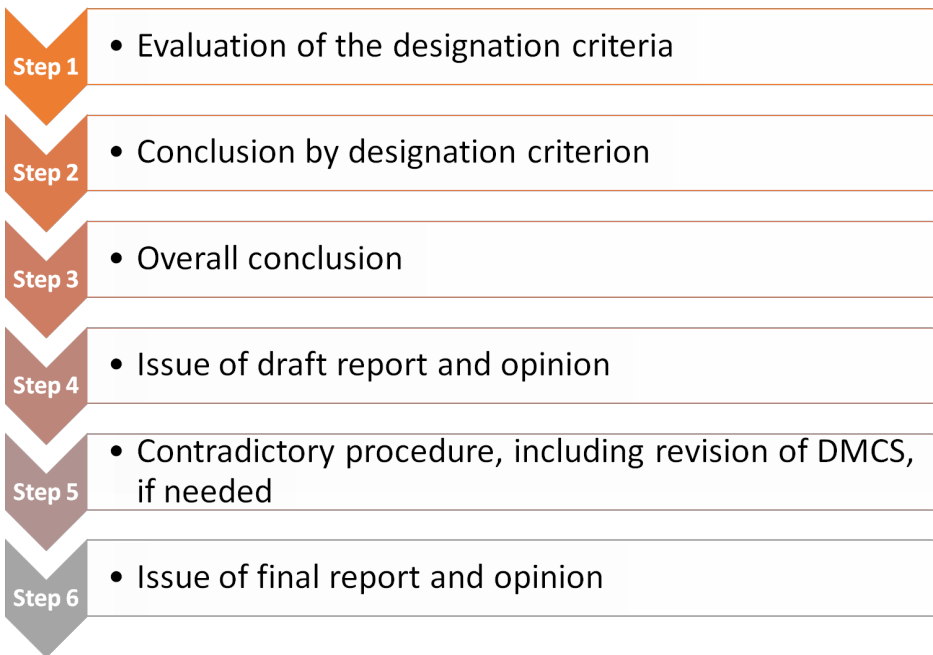 Step 1
• Evaluation of the designation criteria
Step 2
• Conclusion by designation criterion
Step 3
• Overall conclusion
Step 4
• Issue of draft report and opinion
Step 5
• Contradictory procedure, including revision of DMCS,
if needed
Step 6
• Issue of final report and opinion